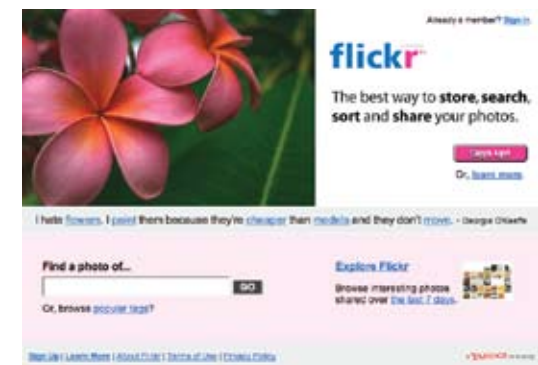 Already a member? Sign in.
flickr
The best way to store, search,
sort and share your photos.
Sign up!
Or, learn more.
I hate flowers. I paint them because they're cheaper than models and they don't move. - Georgia O'Keeffe
Find a photo of...
GO
Or, browse popular tags?
Explore Flickr
Browse interesting photos
shared over the last 7 days.
Sign Up | Learn More | About Flickr | Terms of Use | Privacy Policy
YAHOO!